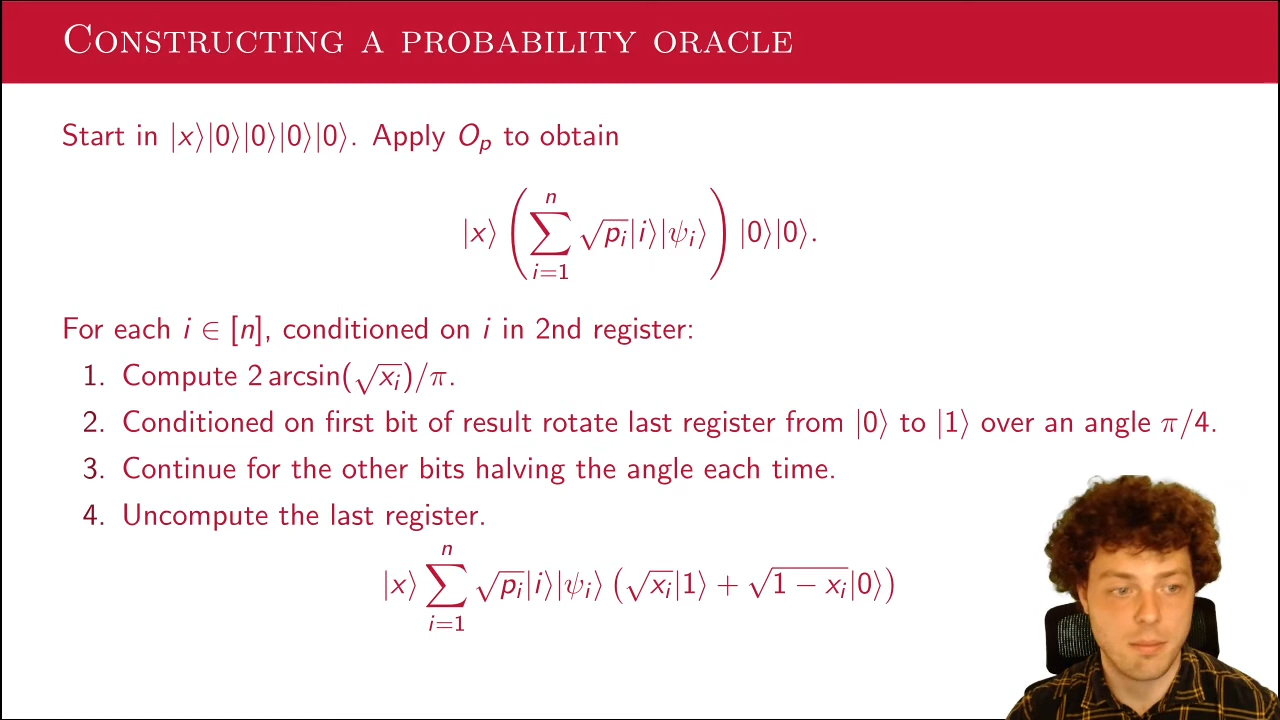 Constructing a probability oracle
Start in |x⟩|0⟩|0⟩|0⟩|0⟩. Apply O_p to obtain
|x⟩ ( ∑_{i=1}^{n} √p_i |i⟩|ψ_i⟩ ) |0⟩|0⟩.
For each i ∈ [n], conditioned on i in 2nd register:
1. Compute 2 arcsin(√x_i)/π.
2. Conditioned on first bit of result rotate last register from |0⟩ to |1⟩ over an angle π/4.
3. Continue for the other bits halving the angle each time.
4. Uncompute the last register.
|x⟩ ∑_{i=1}^{n} √p_i |i⟩|ψ_i⟩ (√x_i |1⟩ + √(1 − x_i) |0⟩)